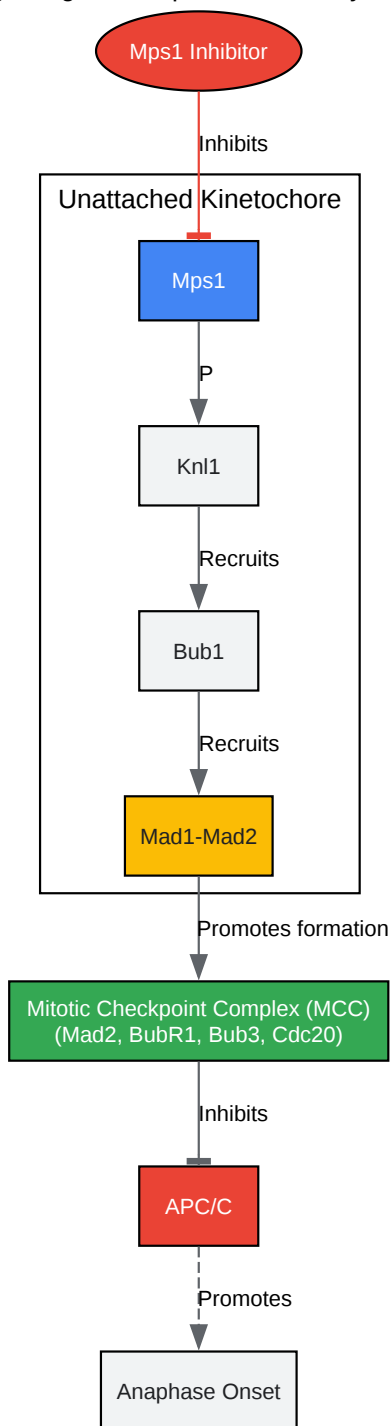 Mps1 Inhibitor
Inhibits
Unattached Kinetochore
Mps1
P
Knl1
Recruits
Bub1
Recruits
Mad1-Mad2
Promotes formation
Mitotic Checkpoint Complex (MCC)
(Mad2, BubR1, Bub3, Cdc20)
Inhibits
APC/C
Promotes
Anaphase Onset